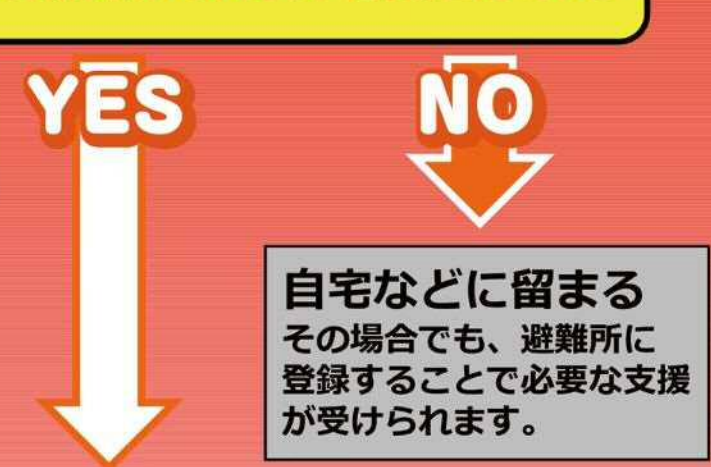 YES
NO
自宅などに留まる
その場合でも、避難所に
登録することで必要な支援
が受けられます。